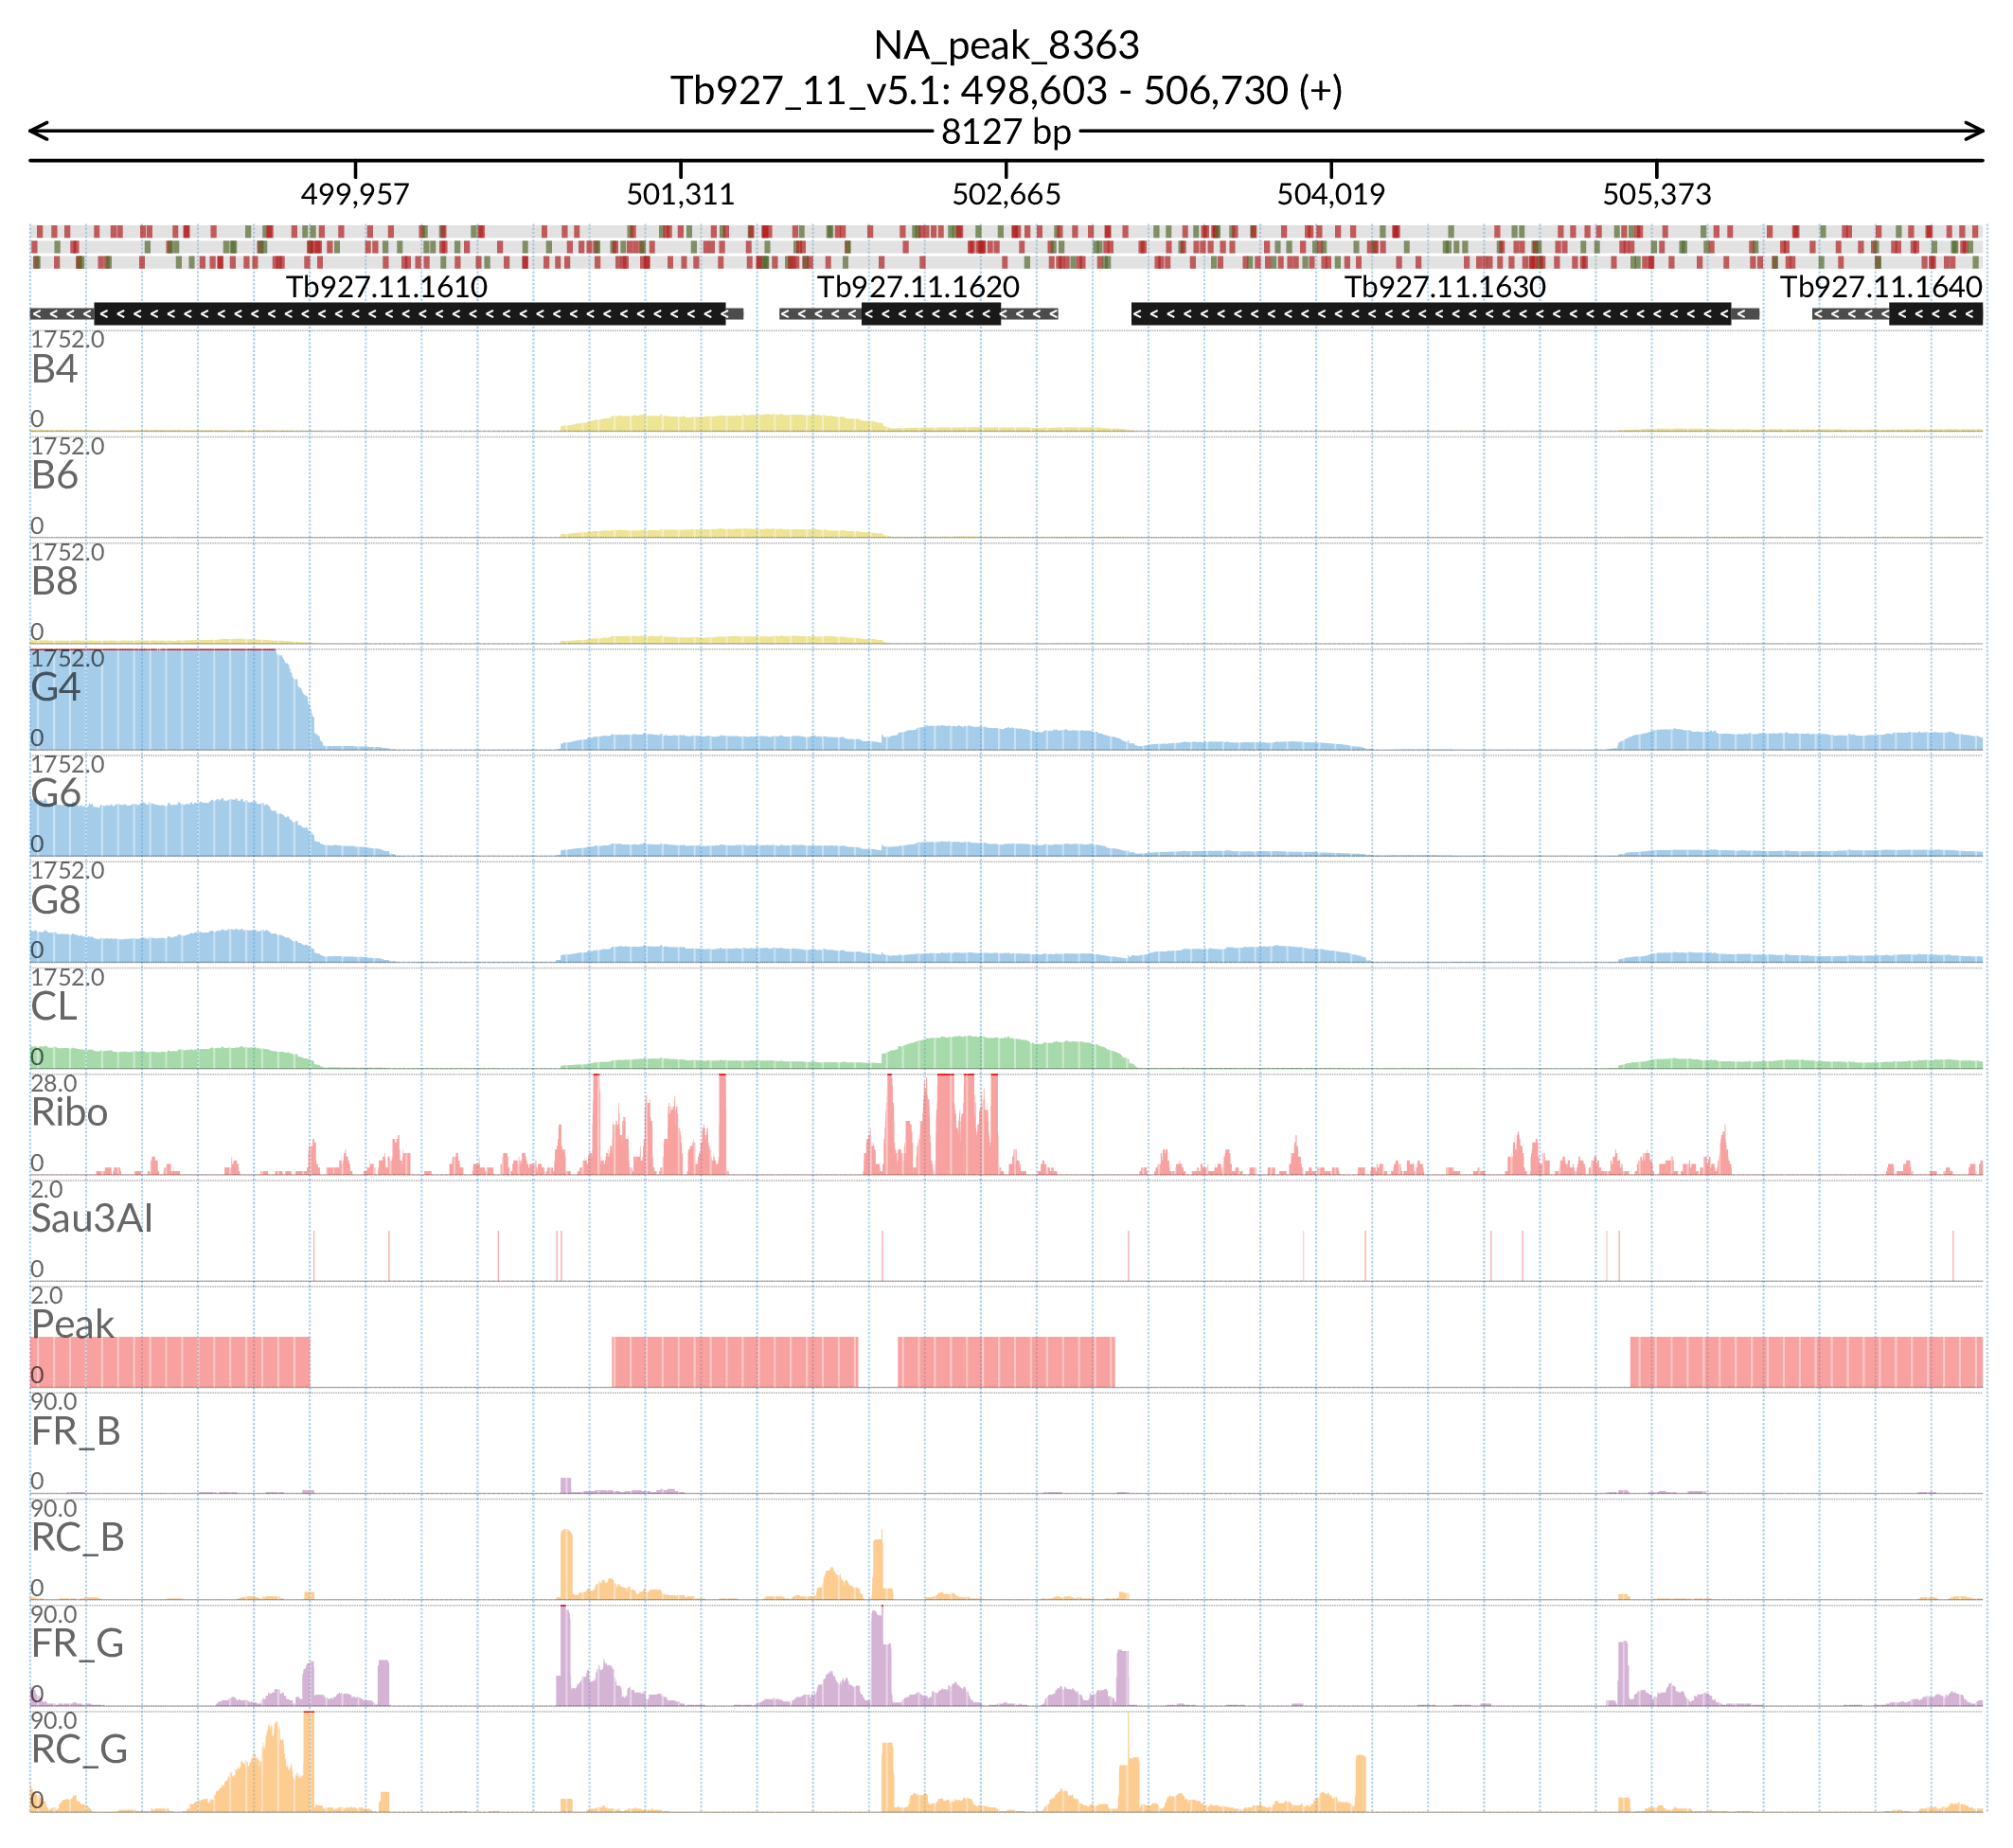 NA_peak_8363
Tb927_11_v5.1: 498,603 - 506,730 (+)
8127 bp
499,957 501,311 502,665 504,019 505,373
Tb927.11.1610 Tb927.11.1620 Tb927.11.1630 Tb927.11.1640
1752.0
B4
0
1752.0
B6
0
1752.0
B8
0
1752.0
G4
0
1752.0
G6
0
1752.0
G8
0
1752.0
CL
0
28.0
Ribo
0
2.0
Sau3AI
0
2.0
Peak
0
90.0
FR_B
0
90.0
RC_B
0
90.0
FR_G
0
90.0
RC_G
0